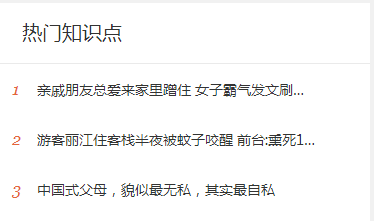 热门知识点
1 亲戚朋友总爱来家里蹭住 女子霸气发文刷...
2 游客丽江住客栈半夜被蚊子咬醒 前台:熏死1...
3 中国式父母，貌似最无私，其实最自私